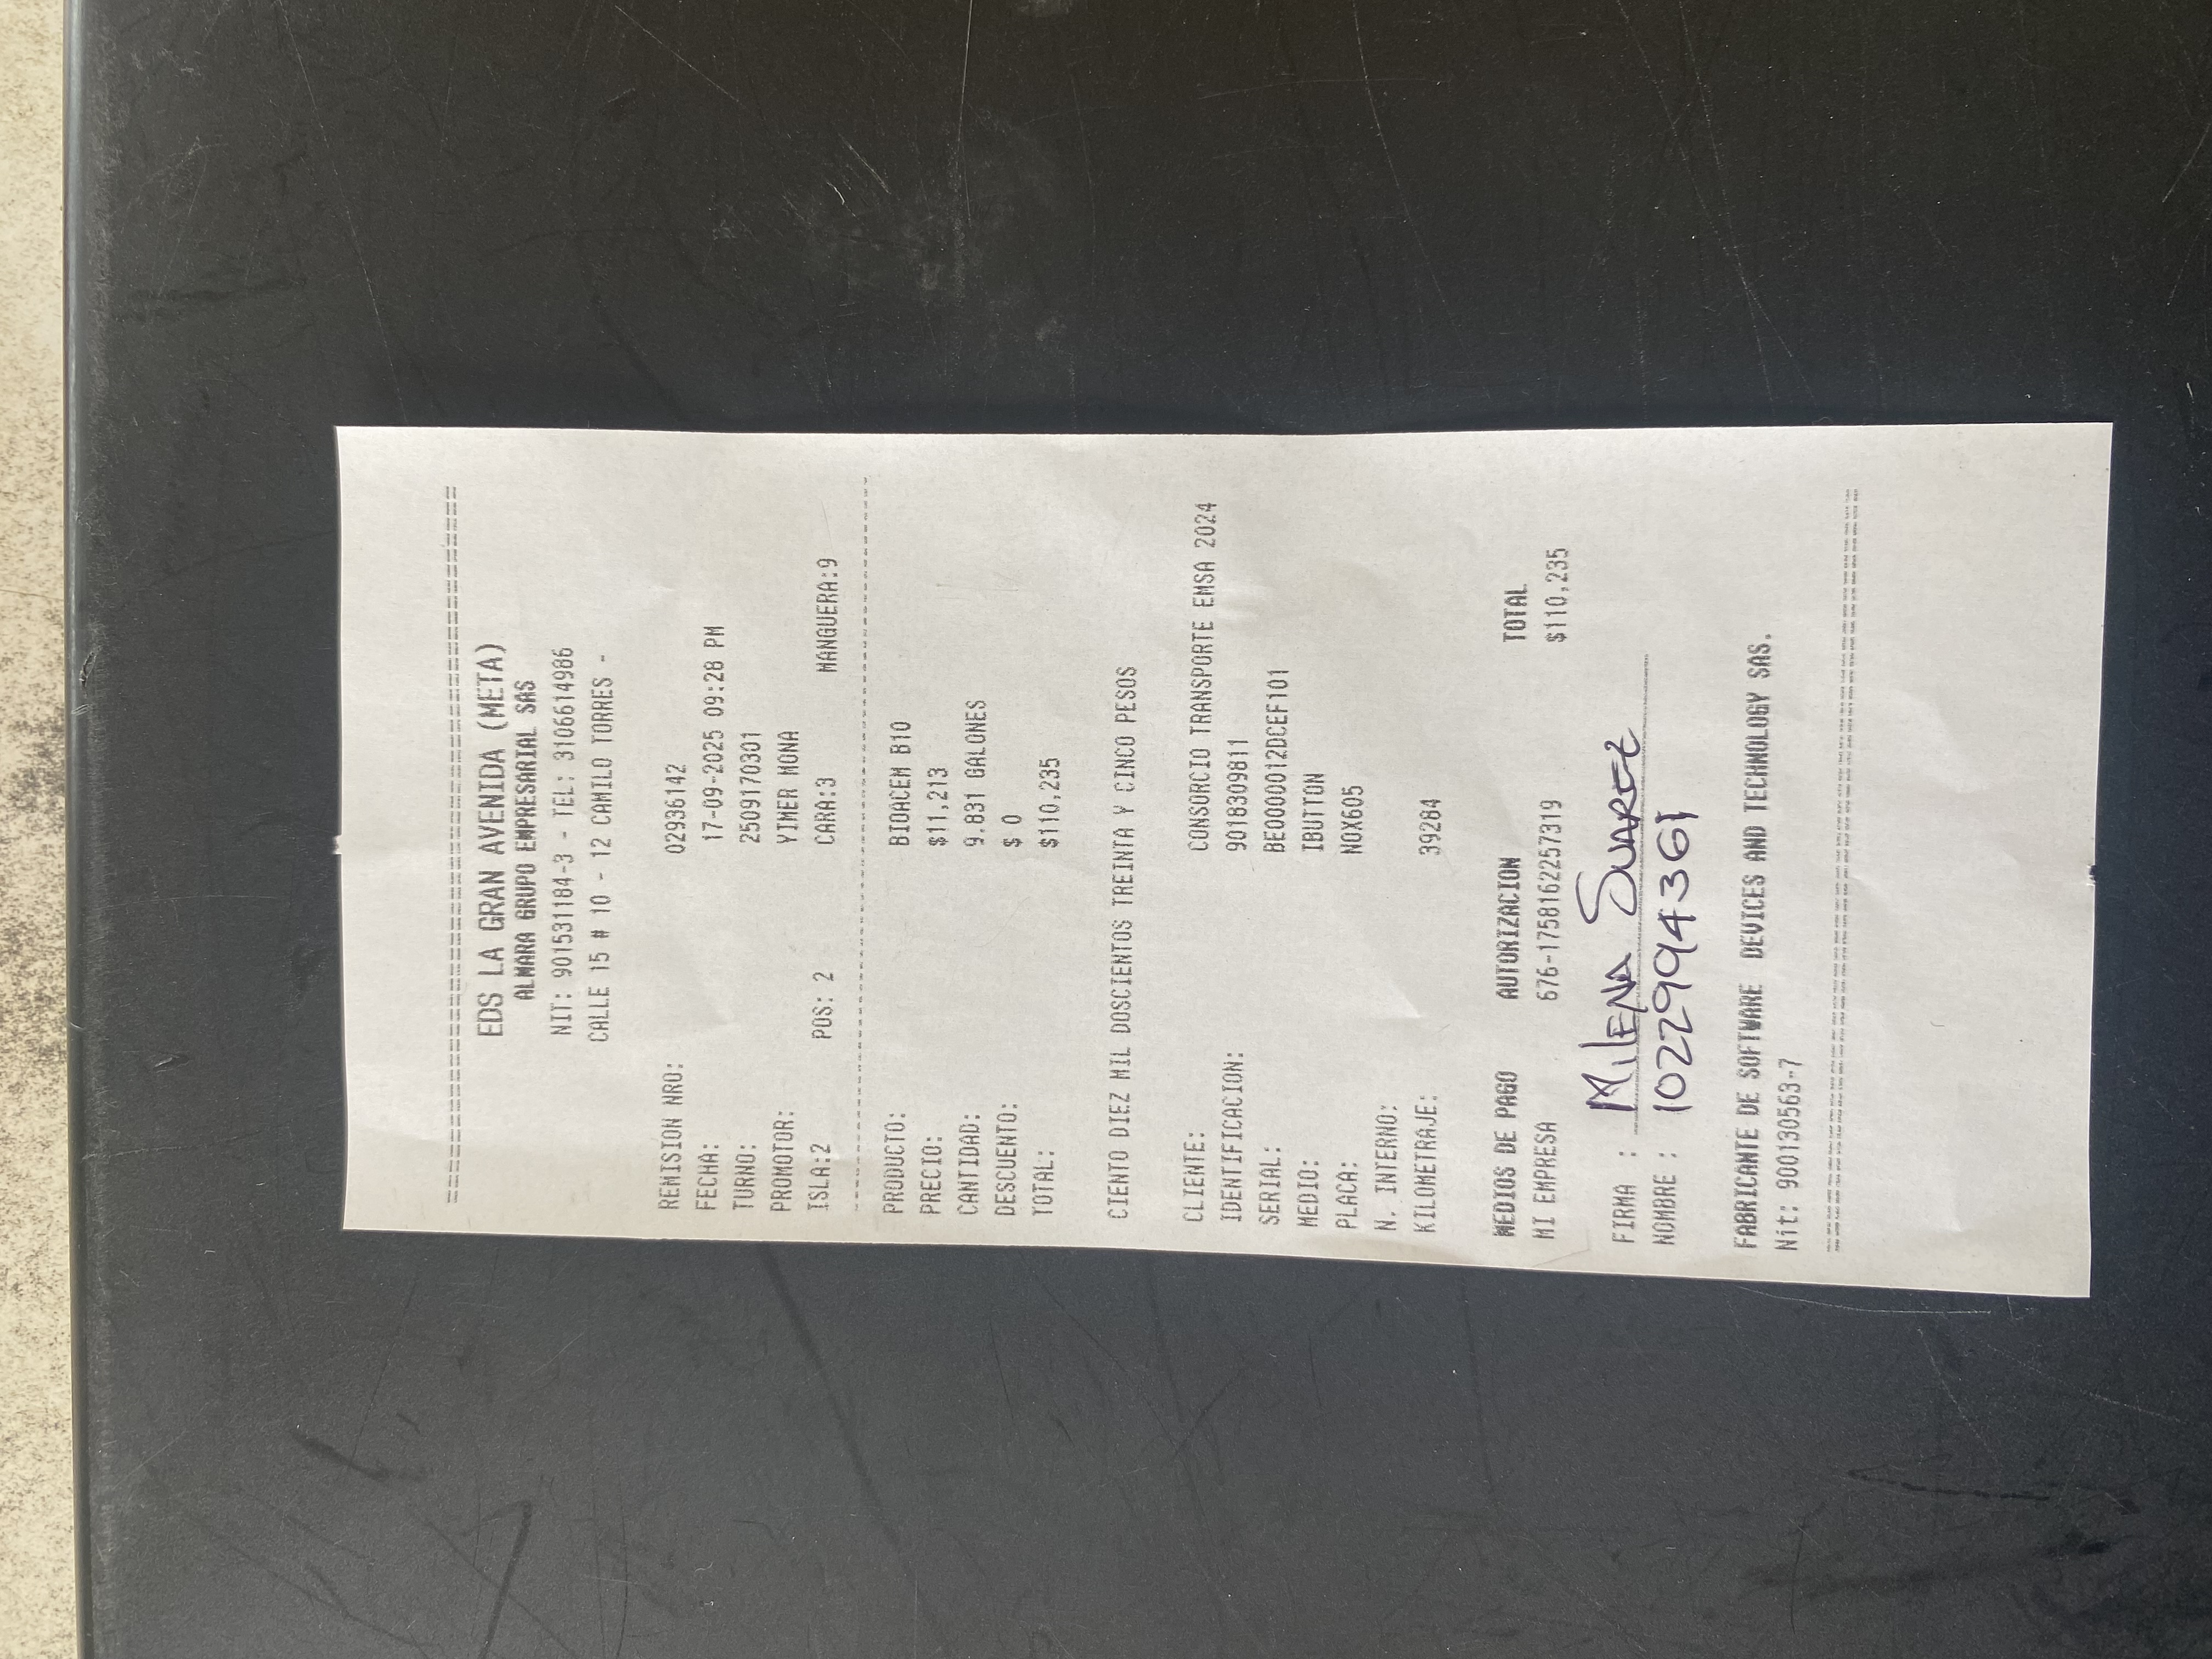 EDS LA GRAN AVENIDA (META)
ALMARA GRUPO EMPRESARIAL SAS
NIT: 901531184-3 - TEL: 3106614986
CALLE 15 # 10 - 12 CAMILO TORRES -
REMISION NRO: 02936142
FECHA: 17-09-2025 09:28 PM
TURNO: 2509170301
PROMOTOR: YIMER MONA
ISLA:2 POS: 2 CARA:3 MANGUERA:9
PRODUCTO: BIOACEM B10
PRECIO: $11,213
CANTIDAD: 9.831 GALONES
DESCUENTO: $ 0
TOTAL: $110,235
CIENTO DIEZ MIL DOSCIENTOS TREINTA Y CINCO PESOS
CLIENTE: CONSORCIO TRANSPORTE EMSA 2024
IDENTIFICACION: 9018309811
SERIAL: BE0000012DCEF101
MEDIO: IBUTTON
PLACA: NOX605
N. INTERNO:
KILOMETRAJE: 39284
MEDIOS DE PAGO AUTORIZACION TOTAL
MI EMPRESA 676-1758162257319 $110,235
FIRMA : MilENA SUAREZ
NOMBRE : 1022994361
FABRICANTE DE SOFTWARE DEVICES AND TECHNOLOGY SAS.
Nit: 900130563-7